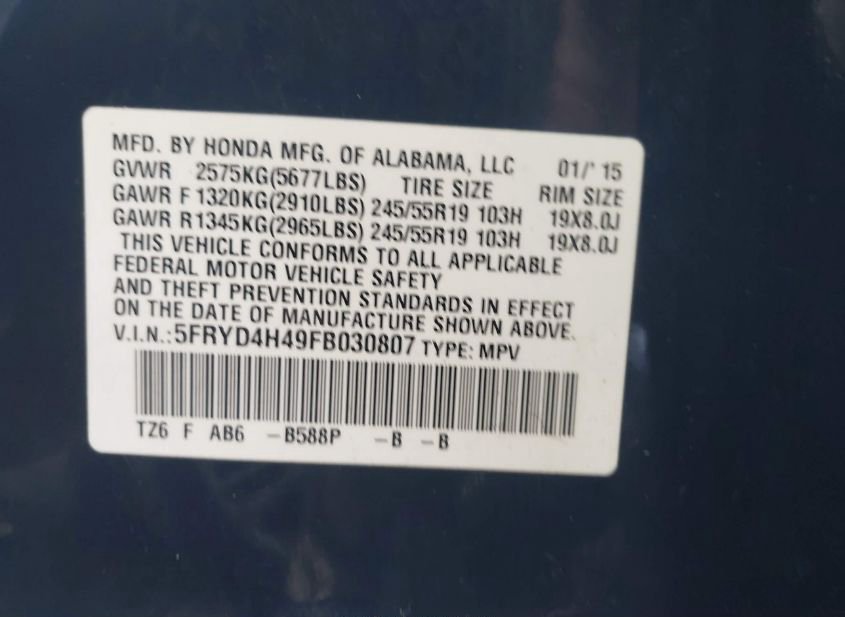 MFD. BY HONDA MFG. OF ALABAMA, LLC 01/' 15
GVWR 2575KG(5677LBS) TIRE SIZE RIM SIZE
GAWR F 1320KG(2910LBS) 245/55R19 103H 19X8.0J
GAWR R1345KG(2965LBS) 245/55R19 103H 19X8.0J
THIS VEHICLE CONFORMS TO ALL APPLICABLE
FEDERAL MOTOR VEHICLE SAFETY
AND THEFT PREVENTION STANDARDS IN EFFECT
ON THE DATE OF MANUFACTURE SHOWN ABOVE.
V.I.N.:5FRYD4H49FB030807 TYPE: MPV
TZ6 F AB6 -B588P -B -B